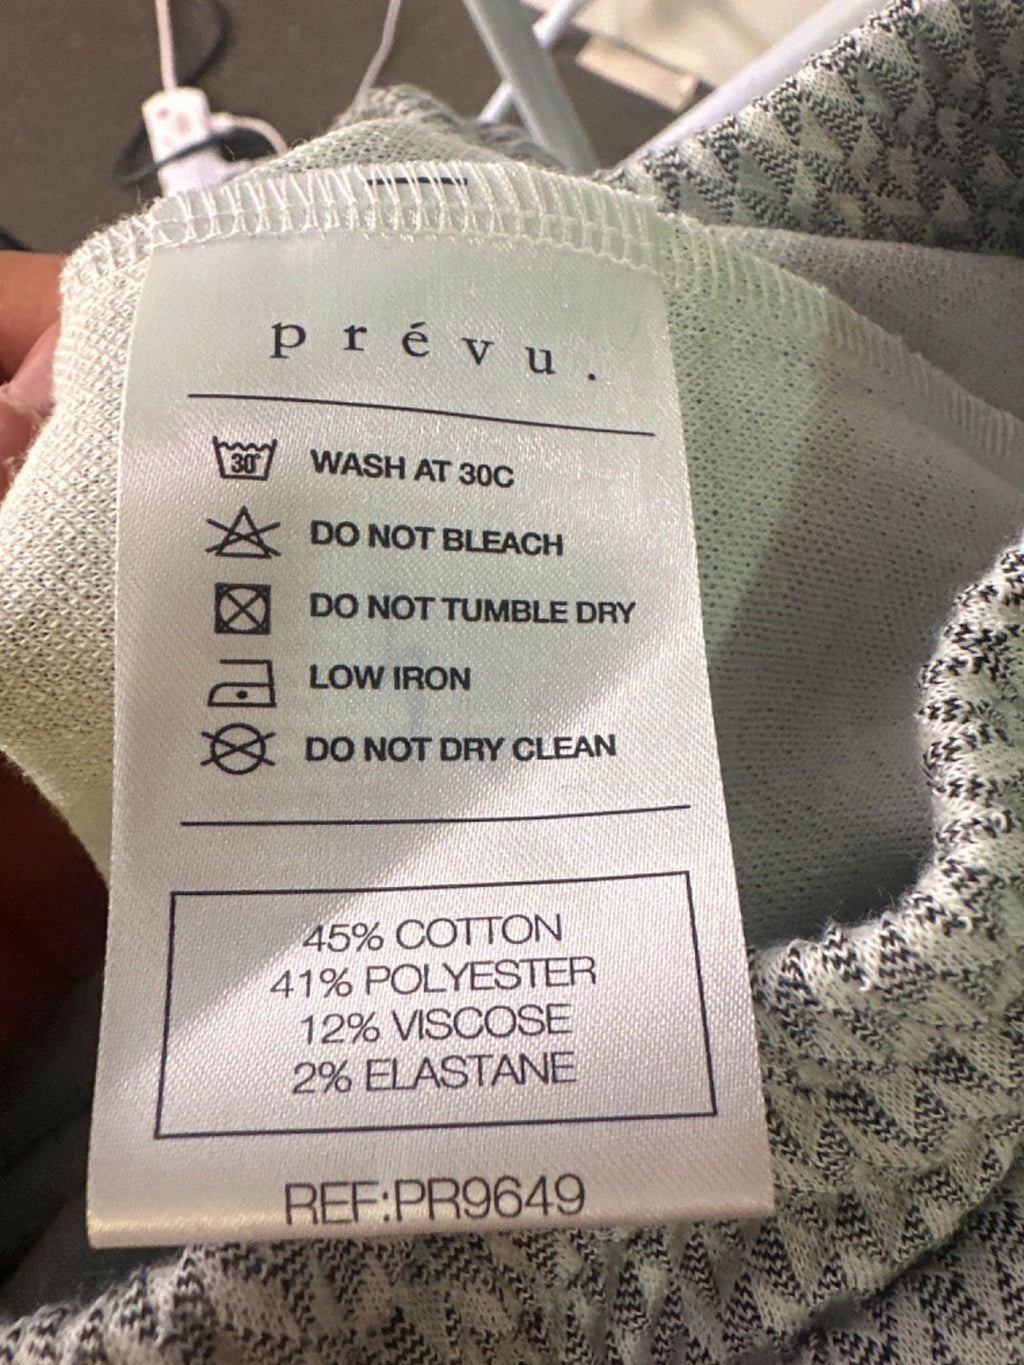 prévu.
30°
WASH AT 30C
DO NOT BLEACH
DO NOT TUMBLE DRY
LOW IRON
DO NOT DRY CLEAN
45% COTTON
41% POLYESTER
12% VISCOSE
2% ELASTANE
REF:PR9649